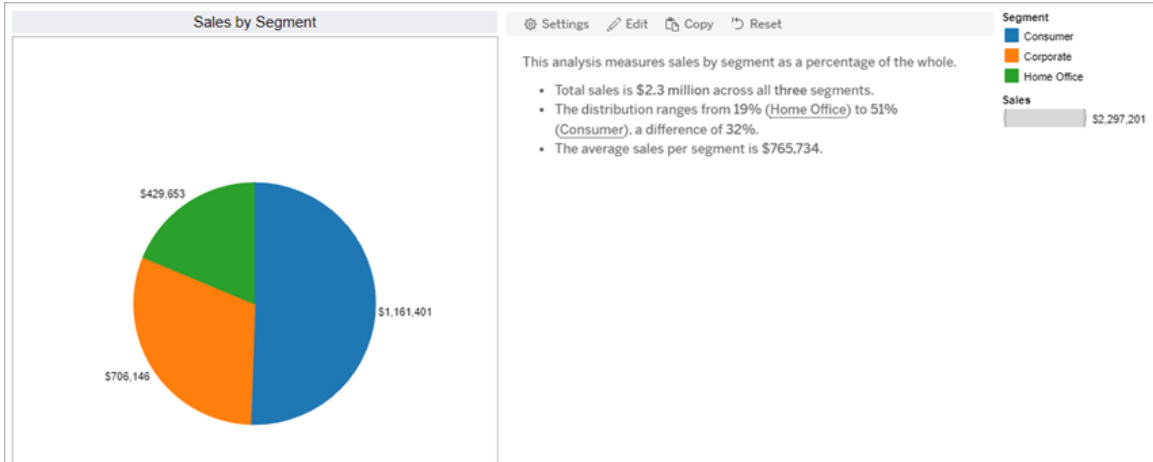 Sales by Segment
$429,653
$1,161,401
$706,146
Settings Edit Copy Reset
This analysis measures sales by segment as a percentage of the whole.
• Total sales is $2.3 million across all three segments.
• The distribution ranges from 19% (Home Office) to 51%
(Consumer), a difference of 32%.
• The average sales per segment is $765,734.
Segment
Consumer
Corporate
Home Office
Sales
$2,297,201